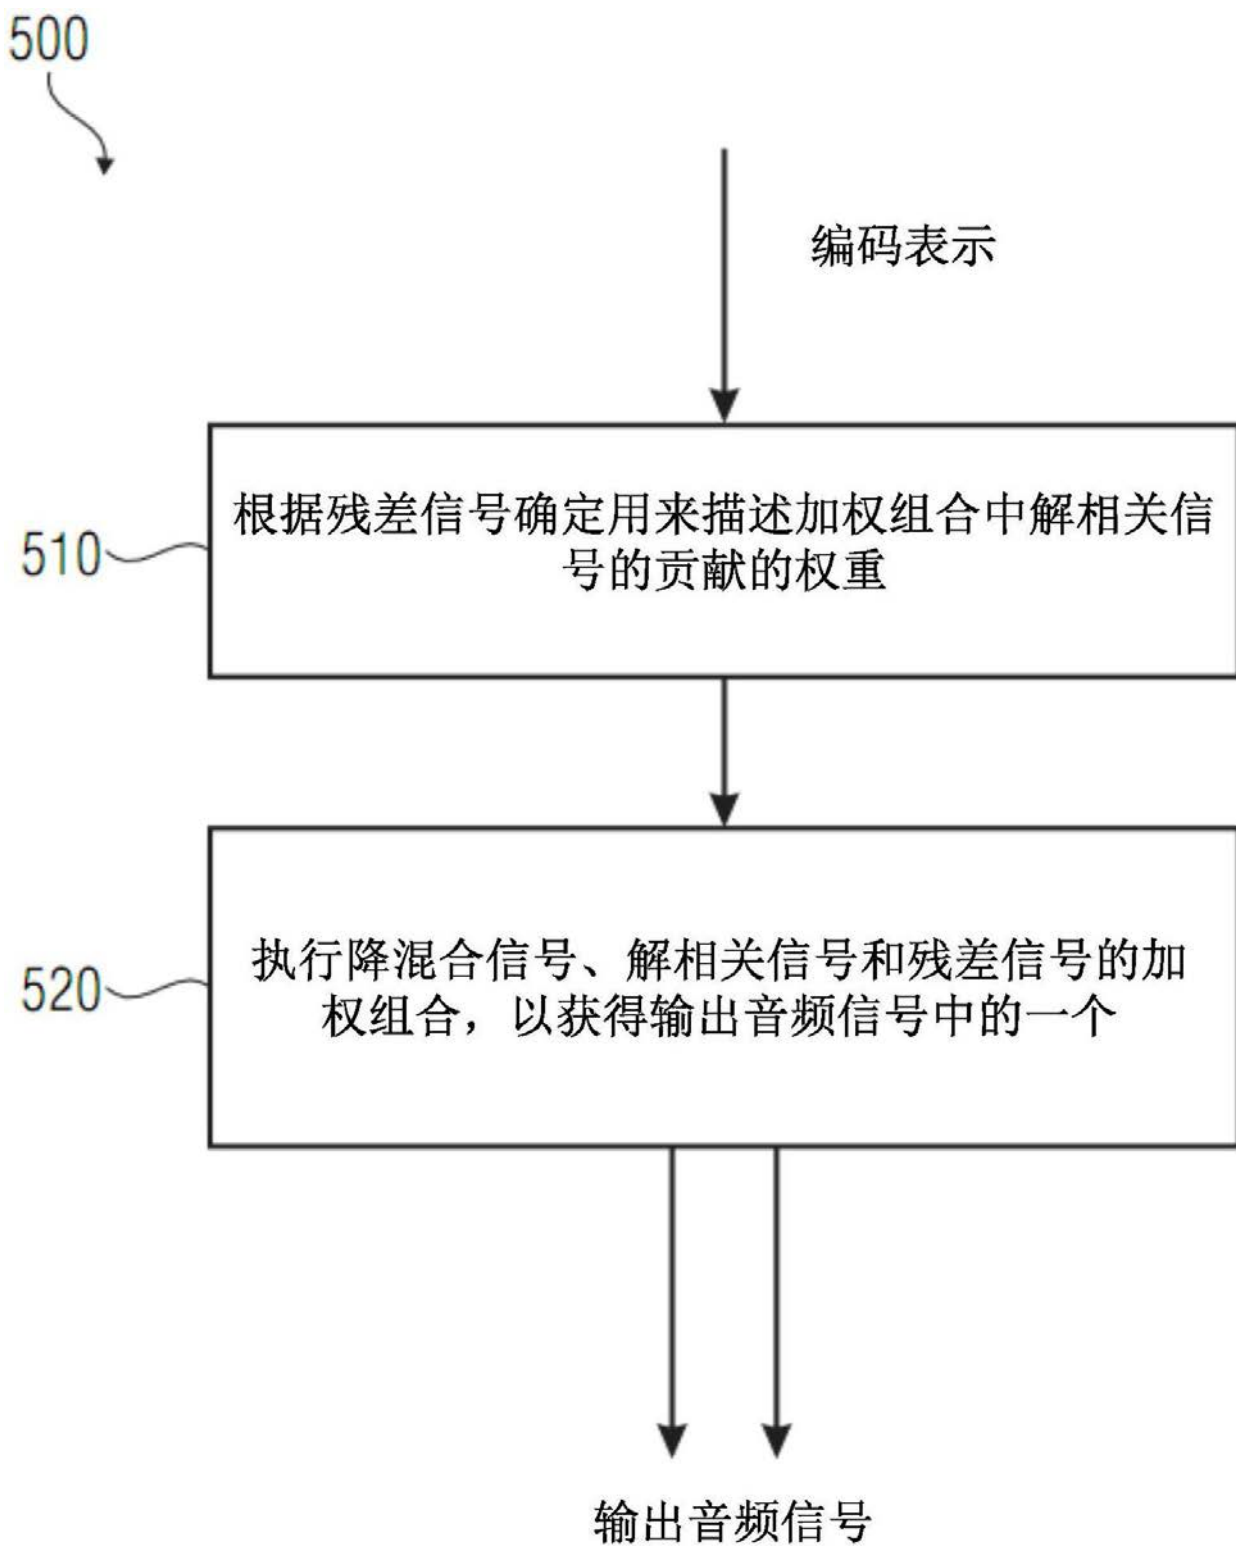 500
编码表示
根据残差信号确定用来描述加权组合中解相关信
号的贡献的权重
510
执行降混合信号、解相关信号和残差信号的加
权组合，以获得输出音频信号中的一个
520
输出音频信号